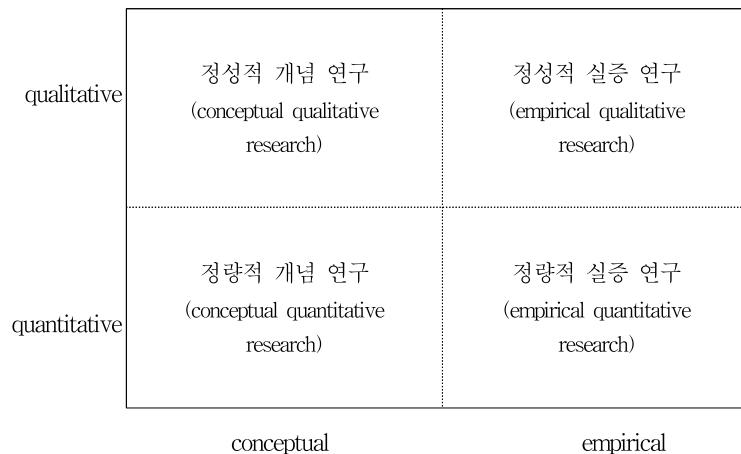 정성적 개념 연구
(conceptual qualitative
research)
정성적 실증 연구
(empirical qualitative
research)
qualitative
정량적 개념 연구
(conceptual quantitative
research)
정량적 실증 연구
(empirical quantitative
research)
quantitative
conceptual
empirical